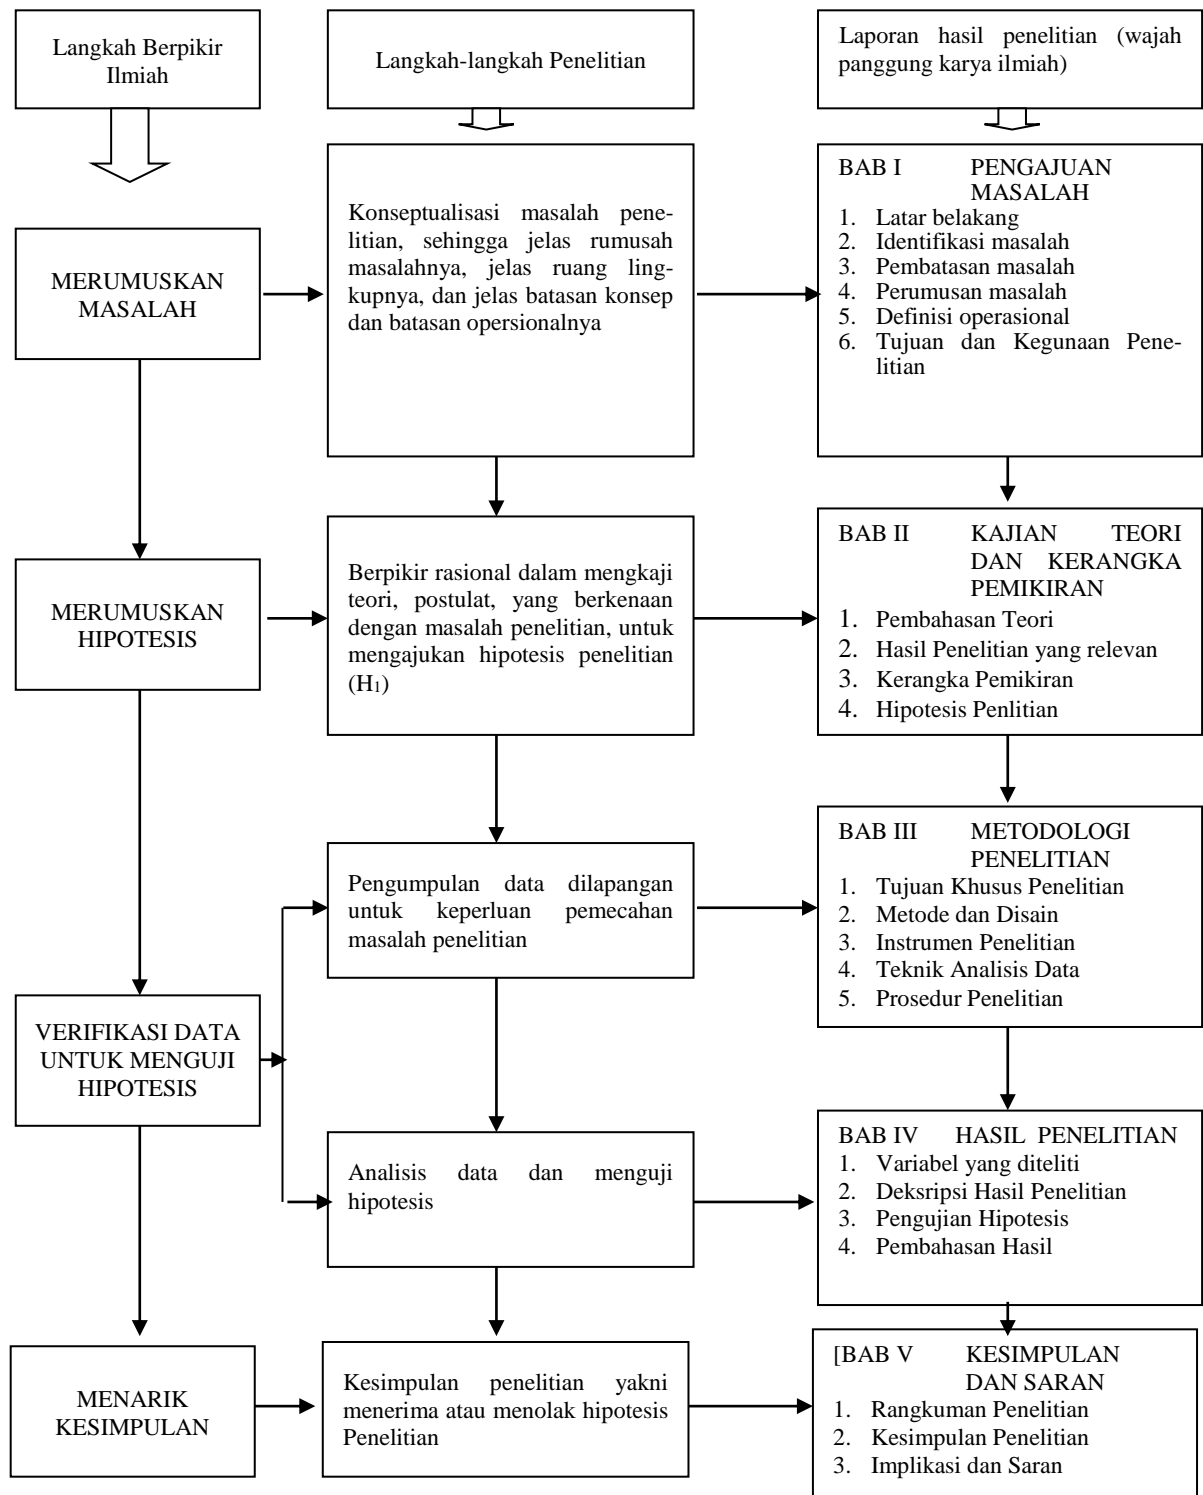 Langkah Berpikir
Ilmiah
Langkah-langkah Penelitian
Laporan hasil penelitian (wajah
panggung karya ilmiah)
MERUMUSKAN
MASALAH
Konseptualisasi masalah pene-
litian, sehingga jelas rumusah
masalahnya, jelas ruang ling-
kupnya, dan jelas batasan konsep
dan batasan opersionalnya
BAB I PENGAJUAN
MASALAH
1. Latar belakang
2. Identifikasi masalah
3. Pembatasan masalah
4. Perumusan masalah
5. Definisi operasional
6. Tujuan dan Kegunaan Pene-
litian
MERUMUSKAN
HIPOTESIS
Berpikir rasional dalam mengkaji
teori, postulat, yang berkenaan
dengan masalah penelitian, untuk
mengajukan hipotesis penelitian
(H₁)
BAB II KAJIAN TEORI
DAN KERANGKA
PEMIKIRAN
1. Pembahasan Teori
2. Hasil Penelitian yang relevan
3. Kerangka Pemikiran
4. Hipotesis Penlitian
VERIFIKASI DATA
UNTUK MENGUJI
HIPOTESIS
Pengumpulan data dilapangan
untuk keperluan pemecahan
masalah penelitian
BAB III METODOLOGI
PENELITIAN
1. Tujuan Khusus Penelitian
2. Metode dan Disain
3. Instrumen Penelitian
4. Teknik Analisis Data
5. Prosedur Penelitian
Analisis data dan menguji
hipotesis
BAB IV HASIL PENELITIAN
1. Variabel yang diteliti
2. Deksripsi Hasil Penelitian
3. Pengujian Hipotesis
4. Pembahasan Hasil
MENARIK
KESIMPULAN
Kesimpulan penelitian yakni
menerima atau menolak hipotesis
Penelitian
[BAB V KESIMPULAN
DAN SARAN
1. Rangkuman Penelitian
2. Kesimpulan Penelitian
3. Implikasi dan Saran